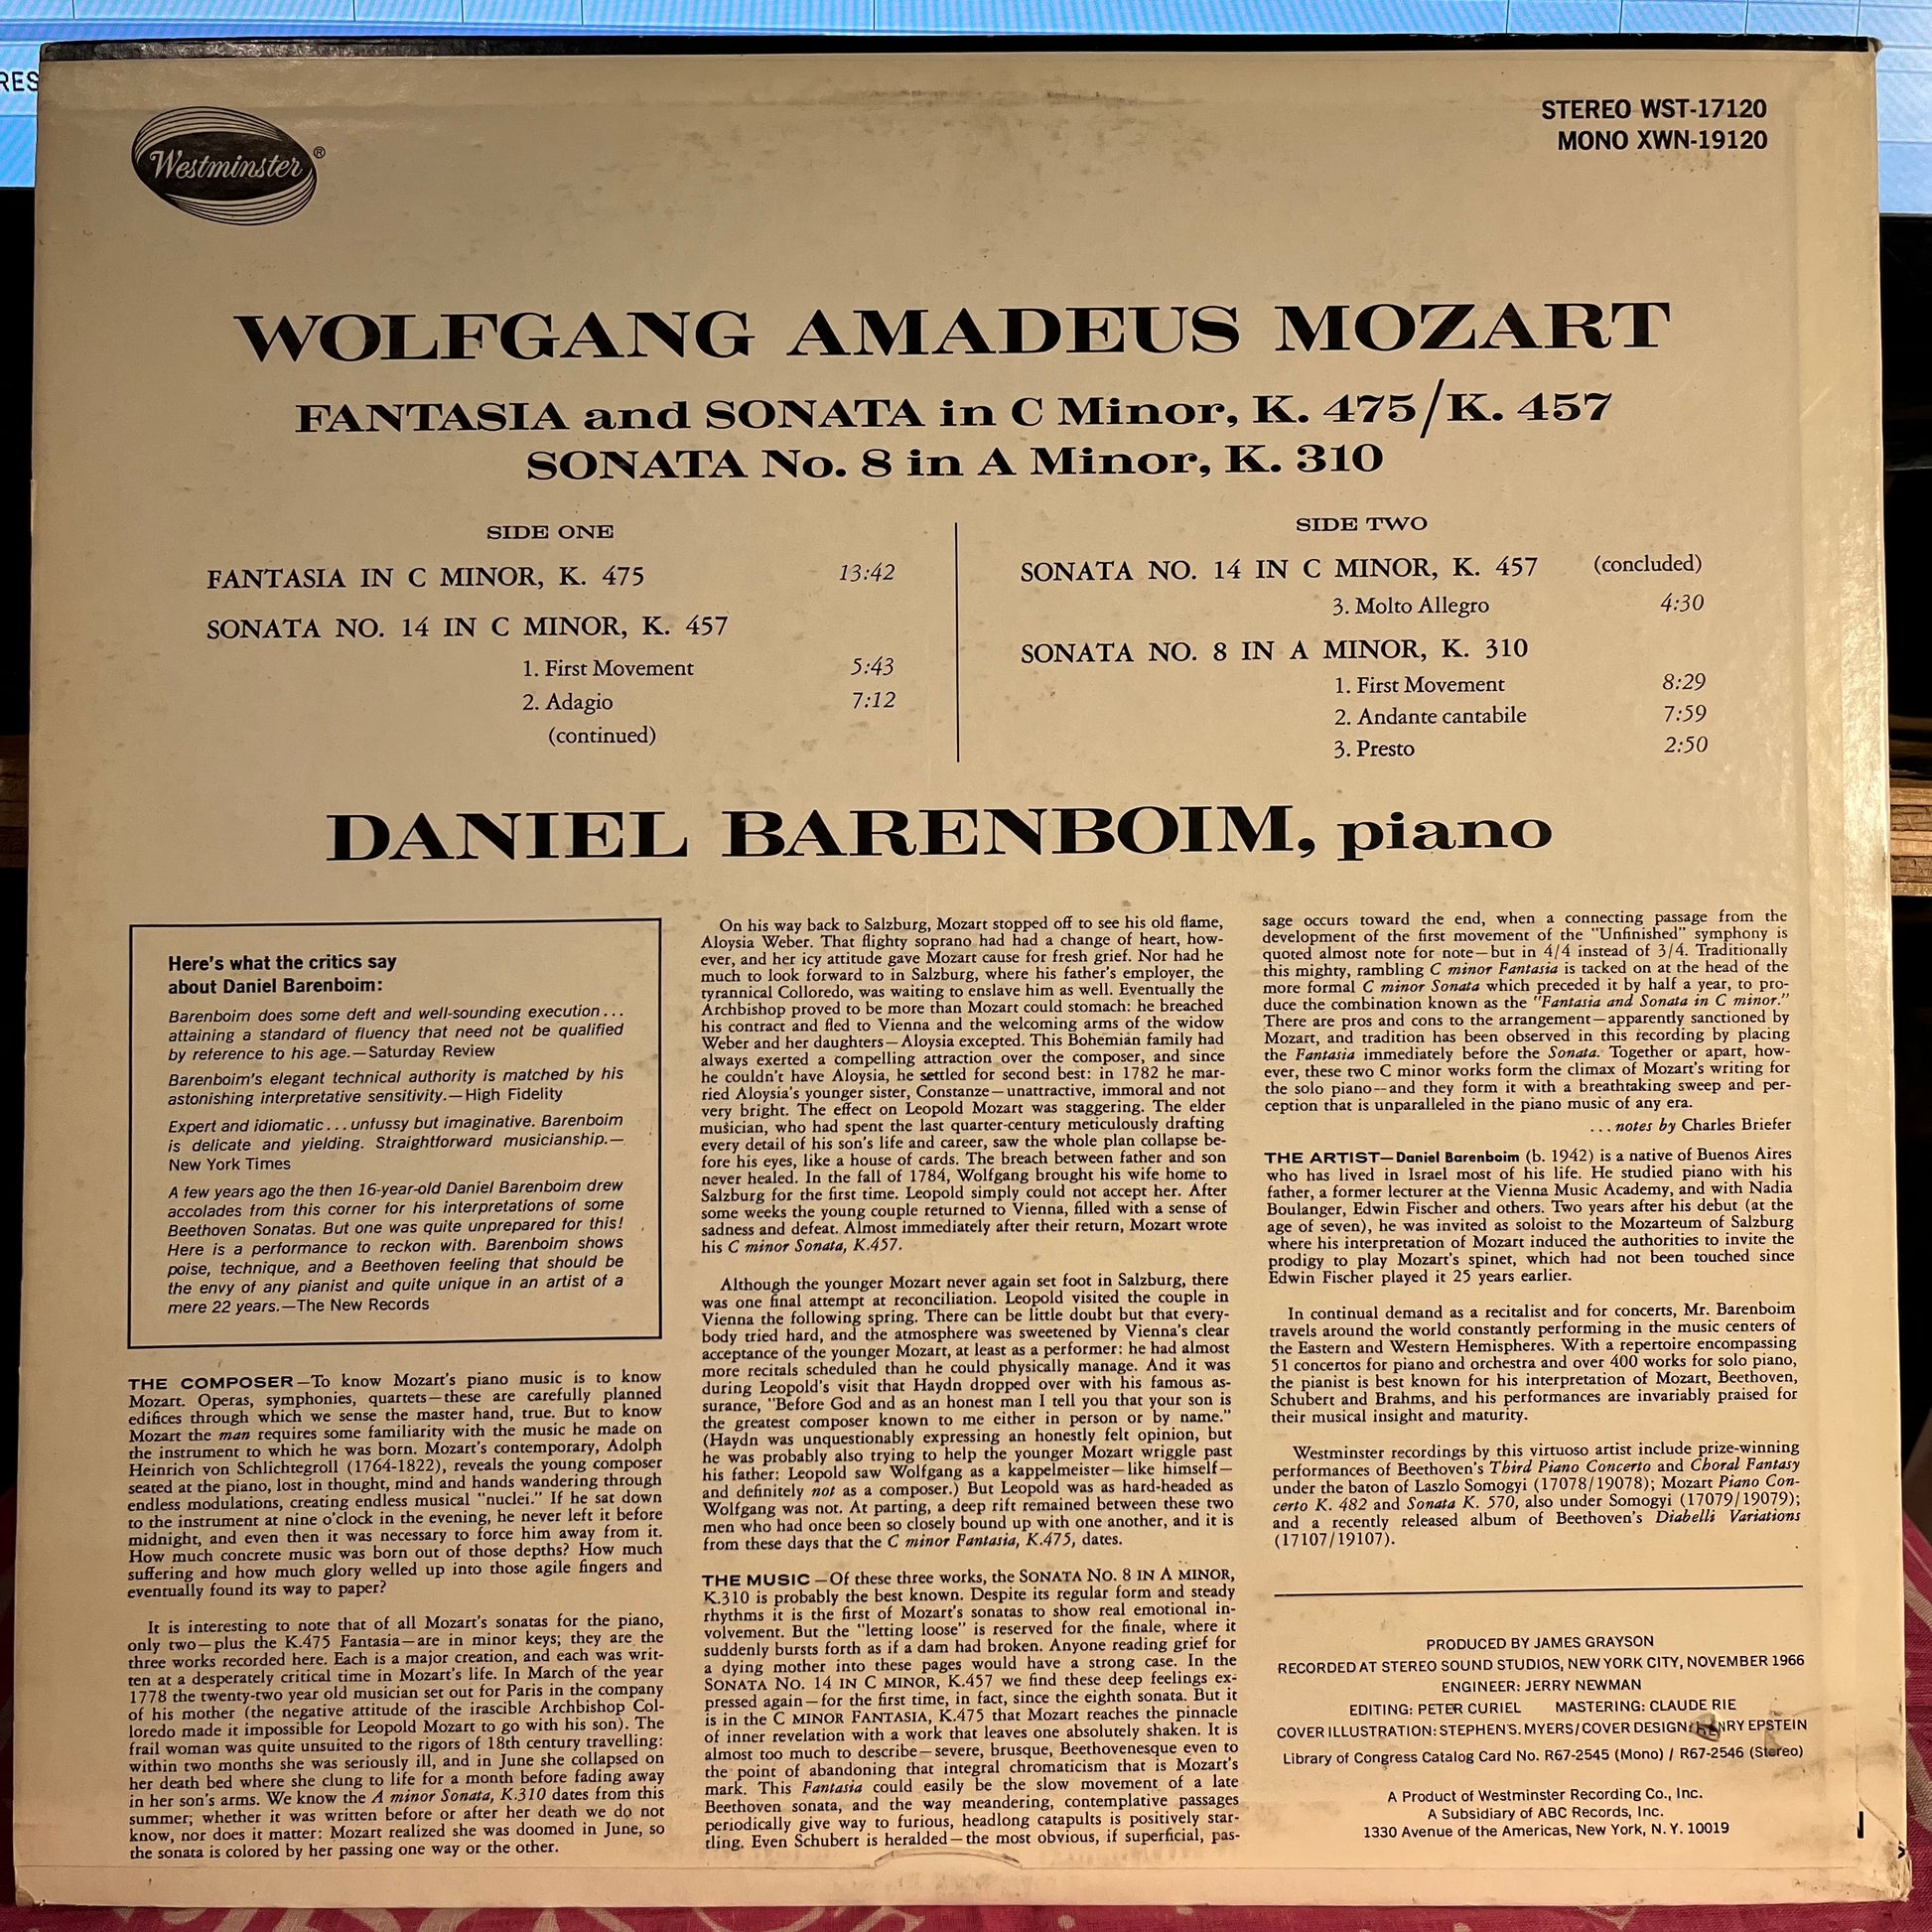 RES
Westminster ®
STEREO WST-17120
MONO XWN-19120
WOLFGANG AMADEUS MOZART
FANTASIA and SONATA in C Minor, K. 475/K. 457
SONATA No. 8 in A Minor, K. 310
SIDE ONE
FANTASIA IN C MINOR, K. 475 13:42
SONATA NO. 14 IN C MINOR, K. 457
1. First Movement 5:43
2. Adagio 7:12
(continued)
SIDE TWO
SONATA NO. 14 IN C MINOR, K. 457 (concluded)
3. Molto Allegro 4:30
SONATA NO. 8 IN A MINOR, K. 310
1. First Movement 8:29
2. Andante cantabile 7:59
3. Presto 2:50
DANIEL BARENBOIM, piano
Here's what the critics say
about Daniel Barenboim:
Barenboim does some deft and well-sounding execution...
attaining a standard of fluency that need not be qualified
by reference to his age.—Saturday Review
Barenboim's elegant technical authority is matched by his
astonishing interpretative sensitivity.—High Fidelity
Expert and idiomatic...unfussy but imaginative. Barenboim
is delicate and yielding. Straightforward musicianship.—
New York Times
A few years ago the then 16-year-old Daniel Barenboim drew
accolades from this corner for his interpretations of some
Beethoven Sonatas. But one was quite unprepared for this!
Here is a performance to reckon with. Barenboim shows
poise, technique, and a Beethoven feeling that should be
the envy of any pianist and quite unique in an artist of a
mere 22 years.—The New Records
THE COMPOSER—To know Mozart's piano music is to know
Mozart. Operas, symphonies, quartets—these are carefully planned
edifices through which we sense the master hand, true. But to know
Mozart the man requires some familiarity with the music he made on
the instrument to which he was born. Mozart's contemporary, Adolph
Heinrich von Schlichtegroll (1764-1822), reveals the young composer
seated at the piano, lost in thought, mind and hands wandering through
endless modulations, creating endless musical "nuclei." If he sat down
to the instrument at nine o'clock in the evening, he never left it before
midnight, and even then it was necessary to force him away from it.
How much concrete music was born out of those depths? How much
suffering and how much glory welled up into those agile fingers and
eventually found its way to paper?
It is interesting to note that of all Mozart's sonatas for the piano,
only two—plus the K.475 Fantasia—are in minor keys; they are the
three works recorded here. Each is a major creation, and each was writ-
ten at a desperately critical time in Mozart's life. In March of the year
1778 the twenty-two year old musician set out for Paris in the company
of his mother (the negative attitude of the irascible Archbishop Col-
loredo made it impossible for Leopold Mozart to go with his son). The
frail woman was quite unsuited to the rigors of 18th century travelling:
within two months she was seriously ill, and in June she collapsed on
her death bed where she clung to life for a month before fading away
in her son's arms. We know the A minor Sonata, K.310 dates from this
summer; whether it was written before or after her death we do not
know, nor does it matter: Mozart realized she was doomed in June, so
the sonata is colored by her passing one way or the other.
On his way back to Salzburg, Mozart stopped off to see his old flame,
Aloysia Weber. That flighty soprano had had a change of heart, how-
ever, and her icy attitude gave Mozart cause for fresh grief. Nor had he
much to look forward to in Salzburg, where his father's employer, the
tyrannical Colloredo, was waiting to enslave him as well. Eventually the
Archbishop proved to be more than Mozart could stomach: he breached
his contract and fled to Vienna and the welcoming arms of the widow
Weber and her daughters—Aloysia excepted. This Bohemian family had
always exerted a compelling attraction over the composer, and since
he couldn't have Aloysia, he settled for second best: in 1782 he mar-
ried Aloysia's younger sister, Constanze—unattractive, immoral and not
very bright. The effect on Leopold Mozart was staggering. The elder
musician, who had spent the last quarter-century meticulously drafting
every detail of his son's life and career, saw the whole plan collapse be-
fore his eyes, like a house of cards. The breach between father and son
never healed. In the fall of 1784, Wolfgang brought his wife home to
Salzburg for the first time. Leopold simply could not accept her. After
some weeks the young couple returned to Vienna, filled with a sense of
sadness and defeat. Almost immediately after their return, Mozart wrote
his C minor Sonata, K.457.
Although the younger Mozart never again set foot in Salzburg, there
was one final attempt at reconciliation. Leopold visited the couple in
Vienna the following spring. There can be little doubt but that every-
body tried hard, and the atmosphere was sweetened by Vienna's clear
acceptance of the younger Mozart, at least as a performer: he had almost
more recitals scheduled than he could physically manage. And it was
during Leopold's visit that Haydn dropped over with his famous as-
surance, "Before God and as an honest man I tell you that your son is
the greatest composer known to me either in person or by name."
(Haydn was unquestionably expressing an honestly felt opinion, but
he was probably also trying to help the younger Mozart wriggle past
his father; Leopold saw Wolfgang as a kappelmeister—like himself—
and definitely not as a composer.) But Leopold was as hard-headed as
Wolfgang was not. At parting, a deep rift remained between these two
men who had once been so closely bound up with one another, and it is
from these days that the C minor Fantasia, K.475, dates.
THE MUSIC—Of these three works, the SONATA NO. 8 IN A MINOR,
K.310 is probably the best known. Despite its regular form and steady
rhythms it is the first of Mozart's sonatas to show real emotional in-
volvement. But the "letting loose" is reserved for the finale, where it
suddenly bursts forth as if a dam had broken. Anyone reading grief for
a dying mother into these pages would have a strong case. In the
SONATA NO. 14 IN C MINOR, K.457 we find these deep feelings ex-
pressed again—for the first time, in fact, since the eighth sonata. But it
is in the C MINOR FANTASIA, K.475 that Mozart reaches the pinnacle
of inner revelation with a work that leaves one absolutely shaken. It is
almost too much to describe—severe, brusque, Beethovenesque even to
the point of abandoning that integral chromaticism that is Mozart's
mark. This Fantasia could easily be the slow movement of a late
Beethoven sonata, and the way meandering, contemplative passages
periodically give way to furious, headlong catapults is positively star-
tling. Even Schubert is heralded—the most obvious, if superficial, pas-
sage occurs toward the end, when a connecting passage from the
development of the first movement of the "Unfinished" symphony is
quoted almost note for note—but in 4/4 instead of 3/4. Traditionally
this mighty, rambling C minor Fantasia is tacked on at the head of the
more formal C minor Sonata which preceded it by half a year, to pro-
duce the combination known as the "Fantasia and Sonata in C minor."
There are pros and cons to the arrangement—apparently sanctioned by
Mozart, and tradition has been observed in this recording by placing
the Fantasia immediately before the Sonata. Together or apart, how-
ever, these two C minor works form the climax of Mozart's writing for
the solo piano—and they form it with a breathtaking sweep and per-
ception that is unparalleled in the piano music of any era.
...notes by Charles Briefer
THE ARTIST—Daniel Barenboim (b. 1942) is a native of Buenos Aires
who has lived in Israel most of his life. He studied piano with his
father, a former lecturer at the Vienna Music Academy, and with Nadia
Boulanger, Edwin Fischer and others. Two years after his debut (at the
age of seven), he was invited as soloist to the Mozarteum of Salzburg
where his interpretation of Mozart induced the authorities to invite the
prodigy to play Mozart's spinet, which had not been touched since
Edwin Fischer played it 25 years earlier.
In continual demand as a recitalist and for concerts, Mr. Barenboim
travels around the world constantly performing in the music centers of
the Eastern and Western Hemispheres. With a repertoire encompassing
51 concertos for piano and orchestra and over 400 works for solo piano,
the pianist is best known for his interpretation of Mozart, Beethoven,
Schubert and Brahms, and his performances are invariably praised for
their musical insight and maturity.
Westminster recordings by this virtuoso artist include prize-winning
performances of Beethoven's Third Piano Concerto and Choral Fantasy
under the baton of Laszlo Somogyi (17078/19078); Mozart Piano Con-
certo K. 482 and Sonata K. 570, also under Somogyi (17079/19079);
and a recently released album of Beethoven's Diabelli Variations
(17107/19107).
PRODUCED BY JAMES GRAYSON
RECORDED AT STEREO SOUND STUDIOS, NEW YORK CITY, NOVEMBER 1966
ENGINEER: JERRY NEWMAN
EDITING: PETER CURIEL MASTERING: CLAUDE RIE
COVER ILLUSTRATION: STEPHEN S. MYERS/COVER DESIGN: HENRY EPSTEIN
Library of Congress Catalog Card No. R67-2545 (Mono) / R67-2546 (Stereo)
A Product of Westminster Recording Co., Inc.
A Subsidiary of ABC Records, Inc.
1330 Avenue of the Americas, New York, N.Y. 10019